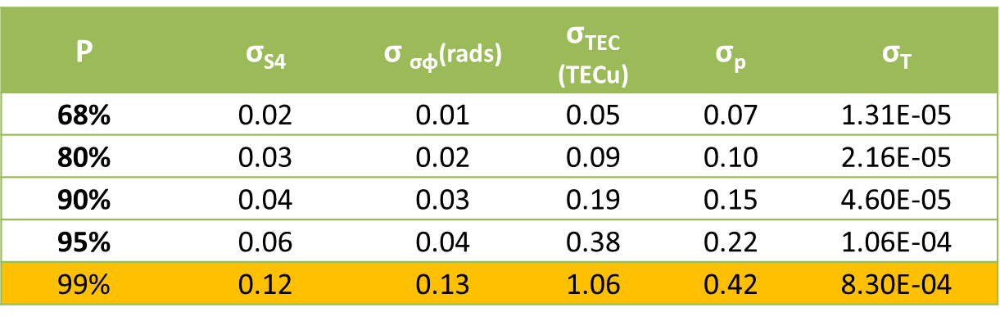 P σS4 σ σϕ(rads) σTEC (TECu) σp σT
68% 0.02 0.01 0.05 0.07 1.31E-05
80% 0.03 0.02 0.09 0.10 2.16E-05
90% 0.04 0.03 0.19 0.15 4.60E-05
95% 0.06 0.04 0.38 0.22 1.06E-04
99% 0.12 0.13 1.06 0.42 8.30E-04